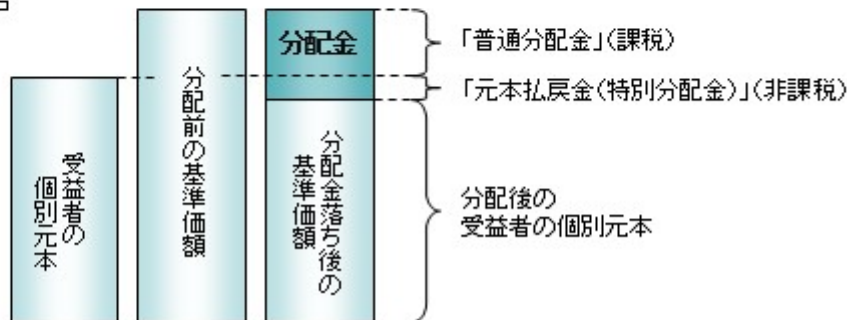 受益者の
個別元本
分配前の基準価額
分配金
分配金落ち後の
基準価額
「普通分配金」(課税)
「元本払戻金(特別分配金)」(非課税)
分配後の
受益者の個別元本